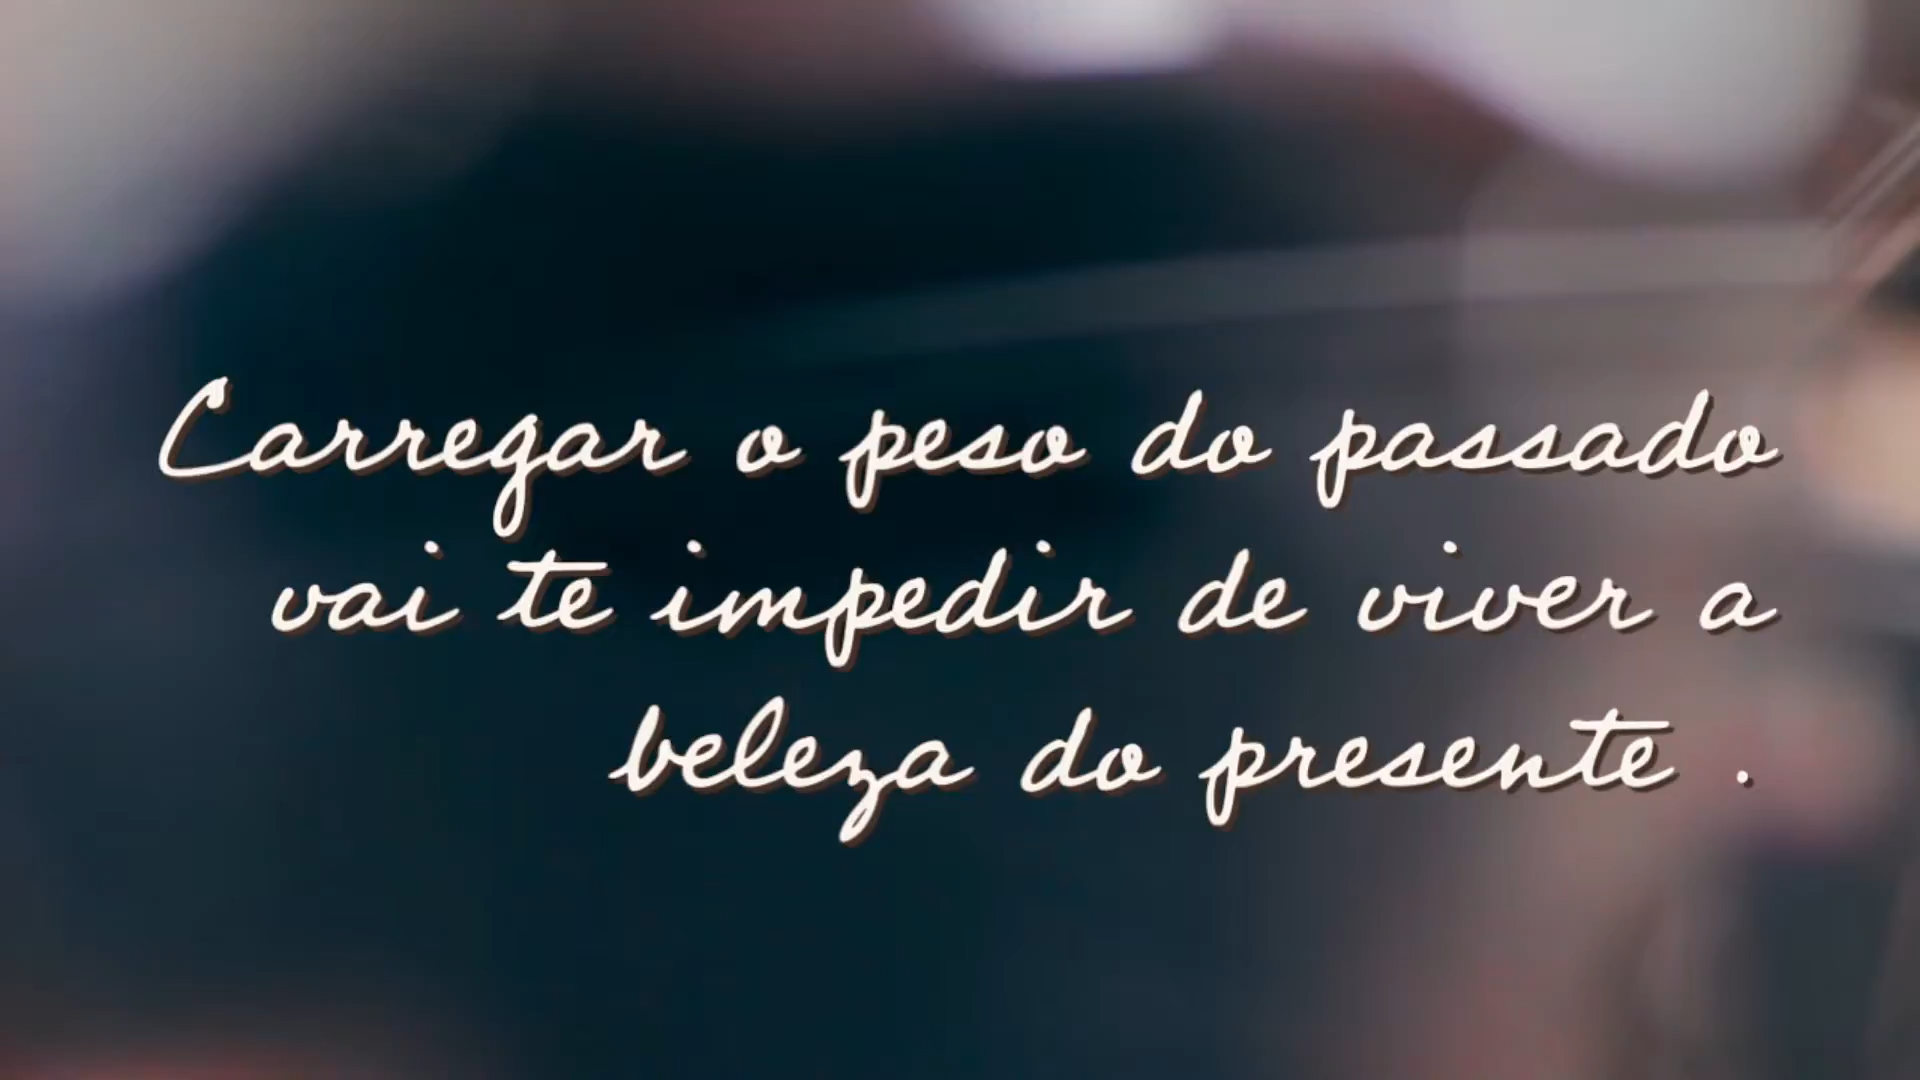 Carregar o peso do passado
vai te impedir de viver a
beleza do presente .